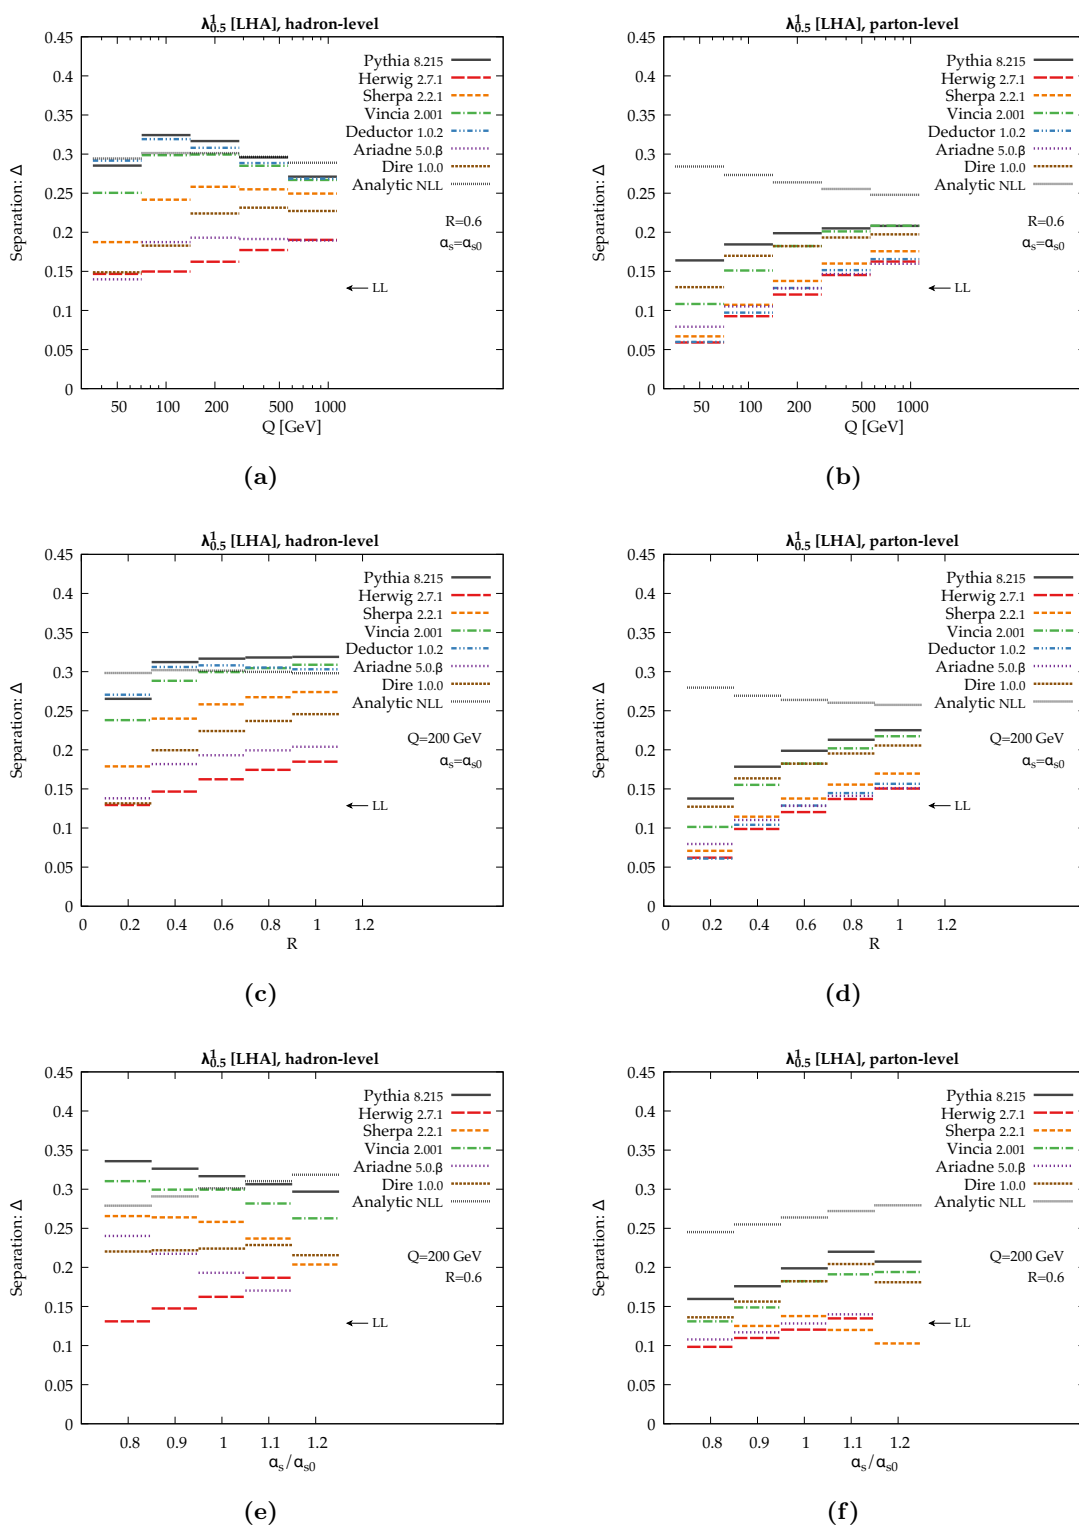 λ¹₀.₅ [LHA], hadron-level
Separation: Δ
0.45
0.4
0.35
0.3
0.25
0.2
0.15
0.1
0.05
0
50 100 200 500 1000
Q [GeV]
Pythia 8.215
Herwig 2.7.1
Sherpa 2.2.1
Vincia 2.001
Deductor 1.0.2
Ariadne 5.0.β
Dire 1.0.0
Analytic NLL
R=0.6
αs=αs0
LL
(a)
λ¹₀.₅ [LHA], parton-level
Separation: Δ
0.45
0.4
0.35
0.3
0.25
0.2
0.15
0.1
0.05
0
50 100 200 500 1000
Q [GeV]
Pythia 8.215
Herwig 2.7.1
Sherpa 2.2.1
Vincia 2.001
Deductor 1.0.2
Ariadne 5.0.β
Dire 1.0.0
Analytic NLL
R=0.6
αs=αs0
LL
(b)
λ¹₀.₅ [LHA], hadron-level
Separation: Δ
0.45
0.4
0.35
0.3
0.25
0.2
0.15
0.1
0.05
0
0 0.2 0.4 0.6 0.8 1 1.2
R
Pythia 8.215
Herwig 2.7.1
Sherpa 2.2.1
Vincia 2.001
Deductor 1.0.2
Ariadne 5.0.β
Dire 1.0.0
Analytic NLL
Q=200 GeV
αs=αs0
LL
(c)
λ¹₀.₅ [LHA], parton-level
Separation: Δ
0.45
0.4
0.35
0.3
0.25
0.2
0.15
0.1
0.05
0
0 0.2 0.4 0.6 0.8 1 1.2
R
Pythia 8.215
Herwig 2.7.1
Sherpa 2.2.1
Vincia 2.001
Deductor 1.0.2
Ariadne 5.0.β
Dire 1.0.0
Analytic NLL
Q=200 GeV
αs=αs0
LL
(d)
λ¹₀.₅ [LHA], hadron-level
Separation: Δ
0.45
0.4
0.35
0.3
0.25
0.2
0.15
0.1
0.05
0
0.8 0.9 1 1.1 1.2
αs/αs0
Pythia 8.215
Herwig 2.7.1
Sherpa 2.2.1
Vincia 2.001
Ariadne 5.0.β
Dire 1.0.0
Analytic NLL
Q=200 GeV
R=0.6
LL
(e)
λ¹₀.₅ [LHA], parton-level
Separation: Δ
0.45
0.4
0.35
0.3
0.25
0.2
0.15
0.1
0.05
0
0.8 0.9 1 1.1 1.2
αs/αs0
Pythia 8.215
Herwig 2.7.1
Sherpa 2.2.1
Vincia 2.001
Ariadne 5.0.β
Dire 1.0.0
Analytic NLL
Q=200 GeV
R=0.6
LL
(f)